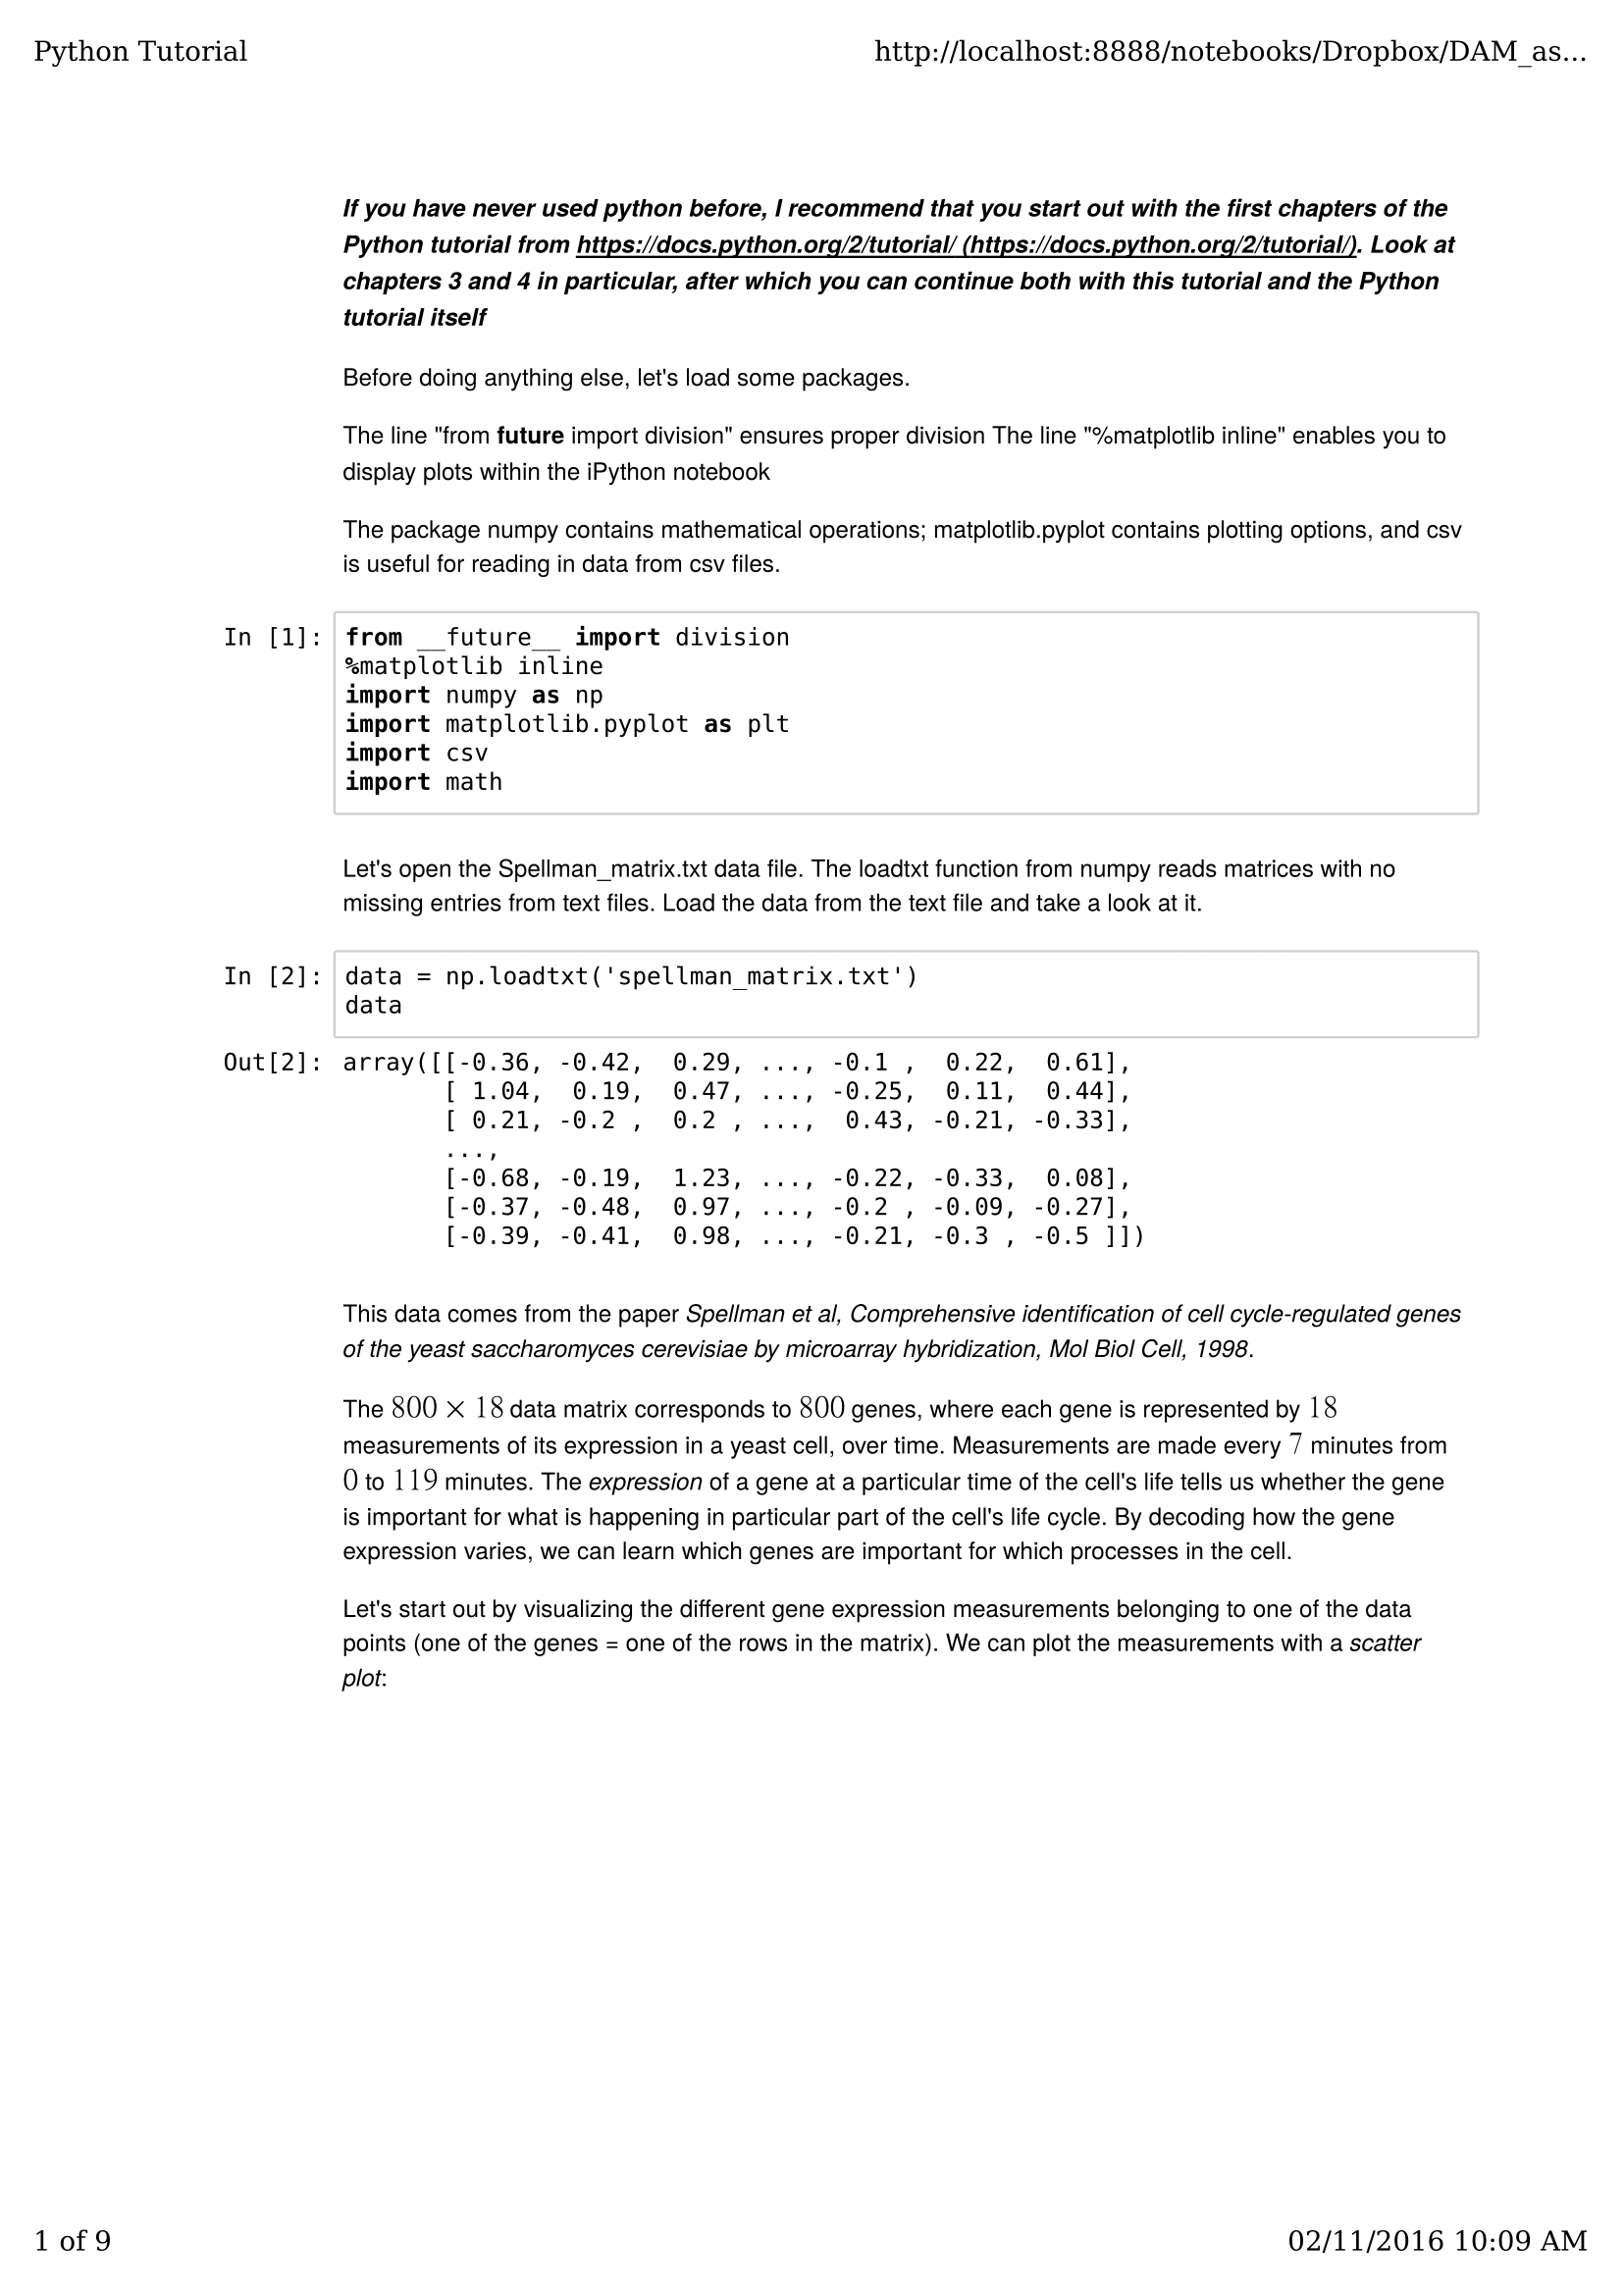 Python Tutorial
http://localhost:8888/notebooks/Dropbox/DAM_as...
If you have never used python before, I recommend that you start out with the first chapters of the
Python tutorial from https://docs.python.org/2/tutorial/ (https://docs.python.org/2/tutorial/). Look at
chapters 3 and 4 in particular, after which you can continue both with this tutorial and the Python
tutorial itself
Before doing anything else, let's load some packages.
The line "from future import division" ensures proper division The line "%matplotlib inline" enables you to
display plots within the iPython notebook
The package numpy contains mathematical operations; matplotlib.pyplot contains plotting options, and csv
is useful for reading in data from csv files.
In [1]: from __future__ import division
%matplotlib inline
import numpy as np
import matplotlib.pyplot as plt
import csv
import math
Let's open the Spellman_matrix.txt data file. The loadtxt function from numpy reads matrices with no
missing entries from text files. Load the data from the text file and take a look at it.
In [2]: data = np.loadtxt('spellman_matrix.txt')
data
Out[2]: array([[-0.36, -0.42,  0.29, ..., -0.1 ,  0.22,  0.61],
[ 1.04,  0.19,  0.47, ..., -0.25,  0.11,  0.44],
[ 0.21, -0.2 ,  0.2 , ...,  0.43, -0.21, -0.33],
...,
[-0.68, -0.19,  1.23, ..., -0.22, -0.33,  0.08],
[-0.37, -0.48,  0.97, ..., -0.2 , -0.09, -0.27],
[-0.39, -0.41,  0.98, ..., -0.21, -0.3 , -0.5 ]])
This data comes from the paper Spellman et al, Comprehensive identification of cell cycle-regulated genes
of the yeast saccharomyces cerevisiae by microarray hybridization, Mol Biol Cell, 1998.
The 800 × 18 data matrix corresponds to 800 genes, where each gene is represented by 18
measurements of its expression in a yeast cell, over time. Measurements are made every 7 minutes from
0 to 119 minutes. The expression of a gene at a particular time of the cell's life tells us whether the gene
is important for what is happening in particular part of the cell's life cycle. By decoding how the gene
expression varies, we can learn which genes are important for which processes in the cell.
Let's start out by visualizing the different gene expression measurements belonging to one of the data
points (one of the genes = one of the rows in the matrix). We can plot the measurements with a scatter
plot:
1 of 9
02/11/2016 10:09 AM